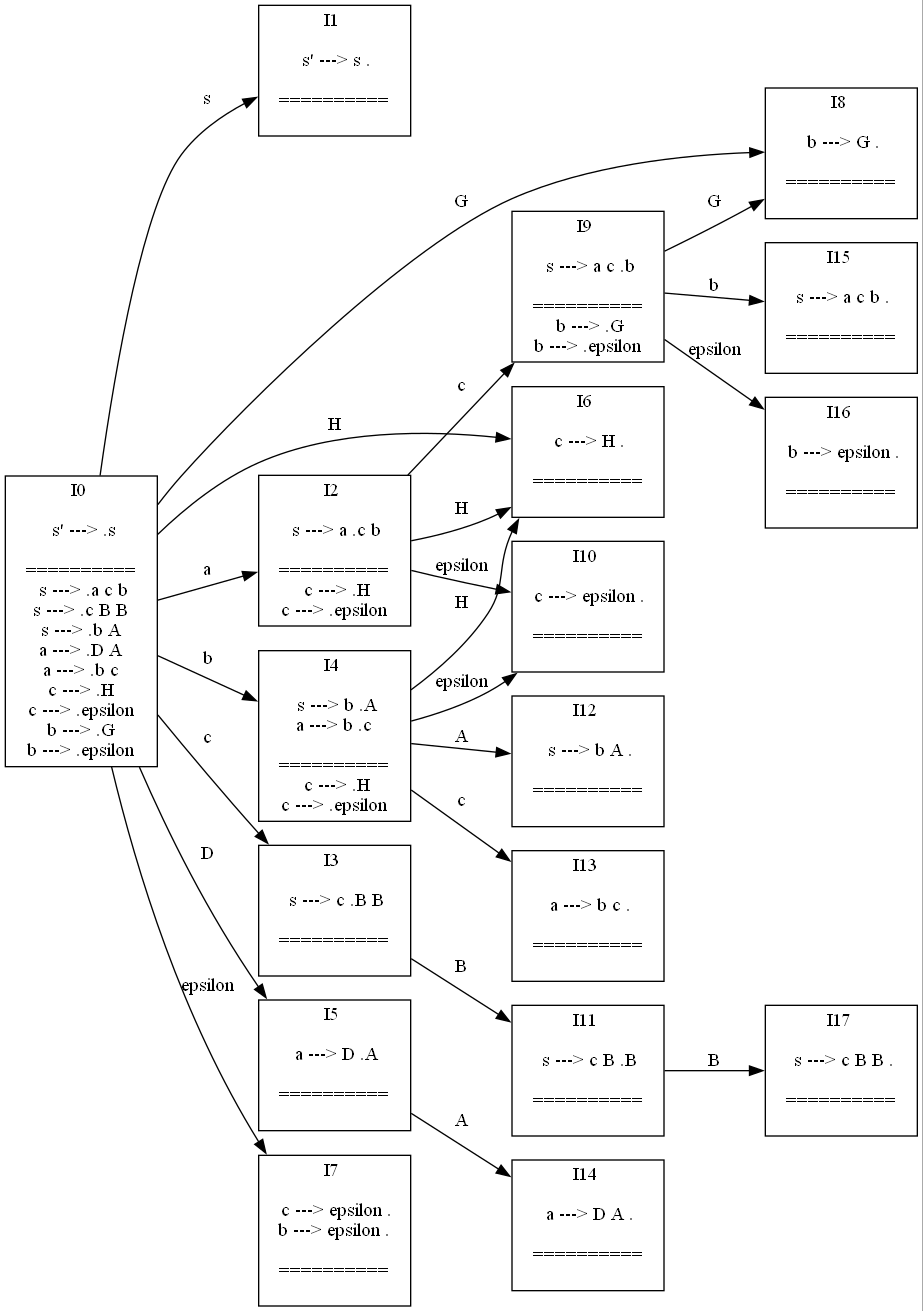 I1
s' ---> s .
==========
s
I8
b ---> G .
==========
G
I9
s ---> a c .b
==========
b ---> .G
b ---> .epsilon
G
I15
s ---> a c b .
==========
b
epsilon
I16
b ---> epsilon .
==========
c
I6
c ---> H .
==========
H
I0
s' ---> .s
==========
s ---> .a c b
s ---> .c B B
s ---> .b A
a ---> .D A
a ---> .b c
c ---> .H
c ---> .epsilon
b ---> .G
b ---> .epsilon
a
I2
s ---> a .c b
==========
c ---> .H
c ---> .epsilon
H
epsilon
H
I10
c ---> epsilon .
==========
b
I4
s ---> b .A
a ---> b .c
==========
c ---> .H
c ---> .epsilon
epsilon
A
c
I12
s ---> b A .
==========
c
I3
s ---> c .B B
==========
I13
a ---> b c .
==========
D
B
epsilon
I5
a ---> D .A
==========
I11
s ---> c B .B
==========
B
I17
s ---> c B B .
==========
A
I7
c ---> epsilon .
b ---> epsilon .
==========
I14
a ---> D A .
==========